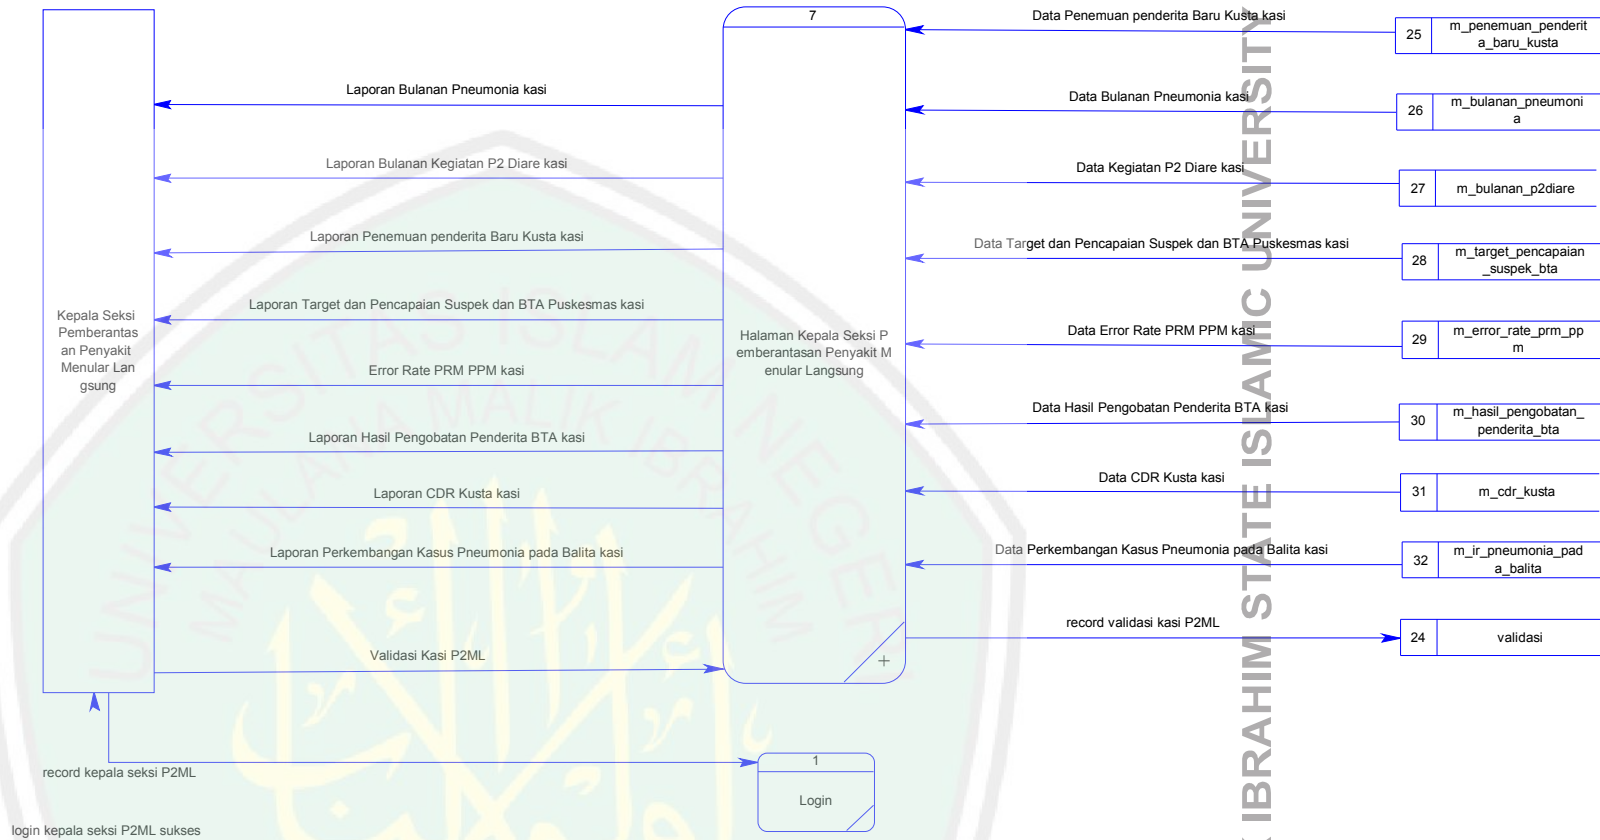 7
Data Penemuan penderita Baru Kusta kasi
25
m_penemuan_penderit
a_baru_kusta
Laporan Bulanan Pneumonia kasi
Data Bulanan Pneumonia kasi
26
m_bulanan_pneumoni
a
Laporan Bulanan Kegiatan P2 Diare kasi
Data Kegiatan P2 Diare kasi
27
m_bulanan_p2diare
Laporan Penemuan penderita Baru Kusta kasi
Data Target dan Pencapaian Suspek dan BTA Puskesmas kasi
28
m_target_pencapaian
_suspek_bta
Kepala Seksi
Pemberantas
an Penyakit
Menular Lan
gsung
Laporan Target dan Pencapaian Suspek dan BTA Puskesmas kasi
Halaman Kepala Seksi P
emberantasan Penyakit M
enular Langsung
Data Error Rate PRM PPM kasi
29
m_error_rate_prm_pp
m
Error Rate PRM PPM kasi
Data Hasil Pengobatan Penderita BTA kasi
30
m_hasil_pengobatan_
penderita_bta
Laporan Hasil Pengobatan Penderita BTA kasi
Data CDR Kusta kasi
31
m_cdr_kusta
Laporan CDR Kusta kasi
Laporan Perkembangan Kasus Pneumonia pada Balita kasi
Data Perkembangan Kasus Pneumonia pada Balita kasi
32
m_ir_pneumonia_pad
a_balita
record validasi kasi P2ML
24
validasi
Validasi Kasi P2ML
+
record kepala seksi P2ML
1
Login
login kepala seksi P2ML sukses
UNIVERSITAS ISLAM NEGERI
MAULANA MALIK IBRAHIM
IBRAHIM STATE ISLAMIC UNIVERSITY